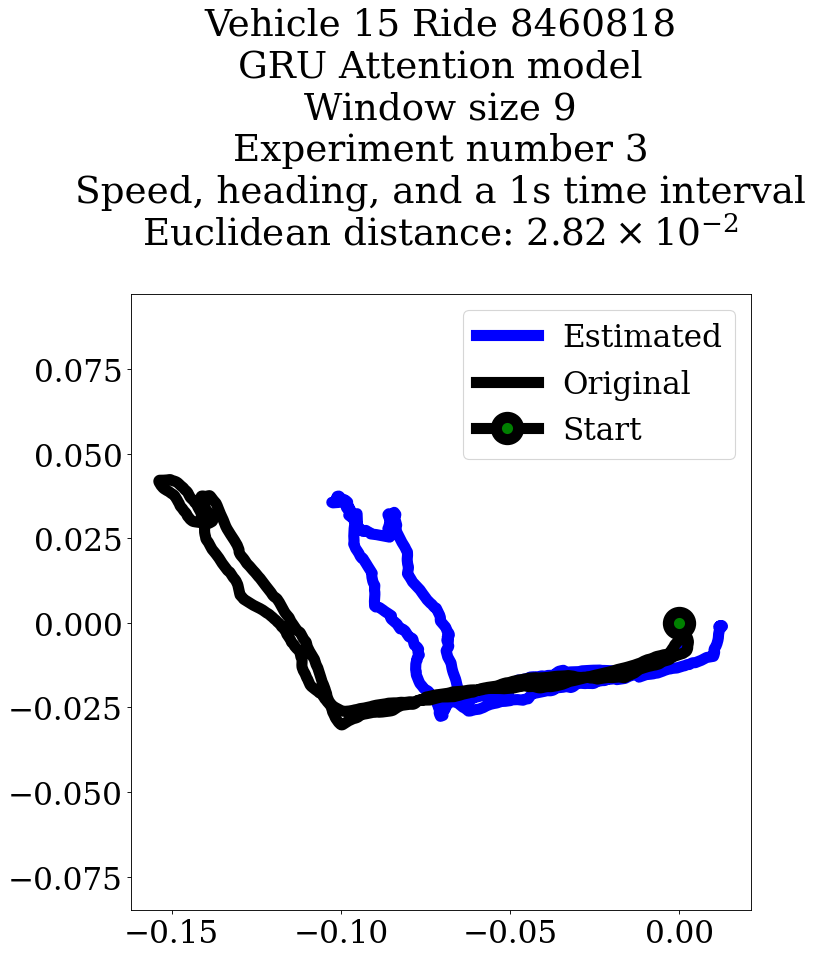 Vehicle 15 Ride 8460818
GRU Attention model
Window size 9
Experiment number 3
Speed, heading, and a 1s time interval
Euclidean distance: 2.82 × 10⁻²
Estimated
Original
Start
0.075
0.050
0.025
0.000
−0.025
−0.050
−0.075
−0.15 −0.10 −0.05 0.00